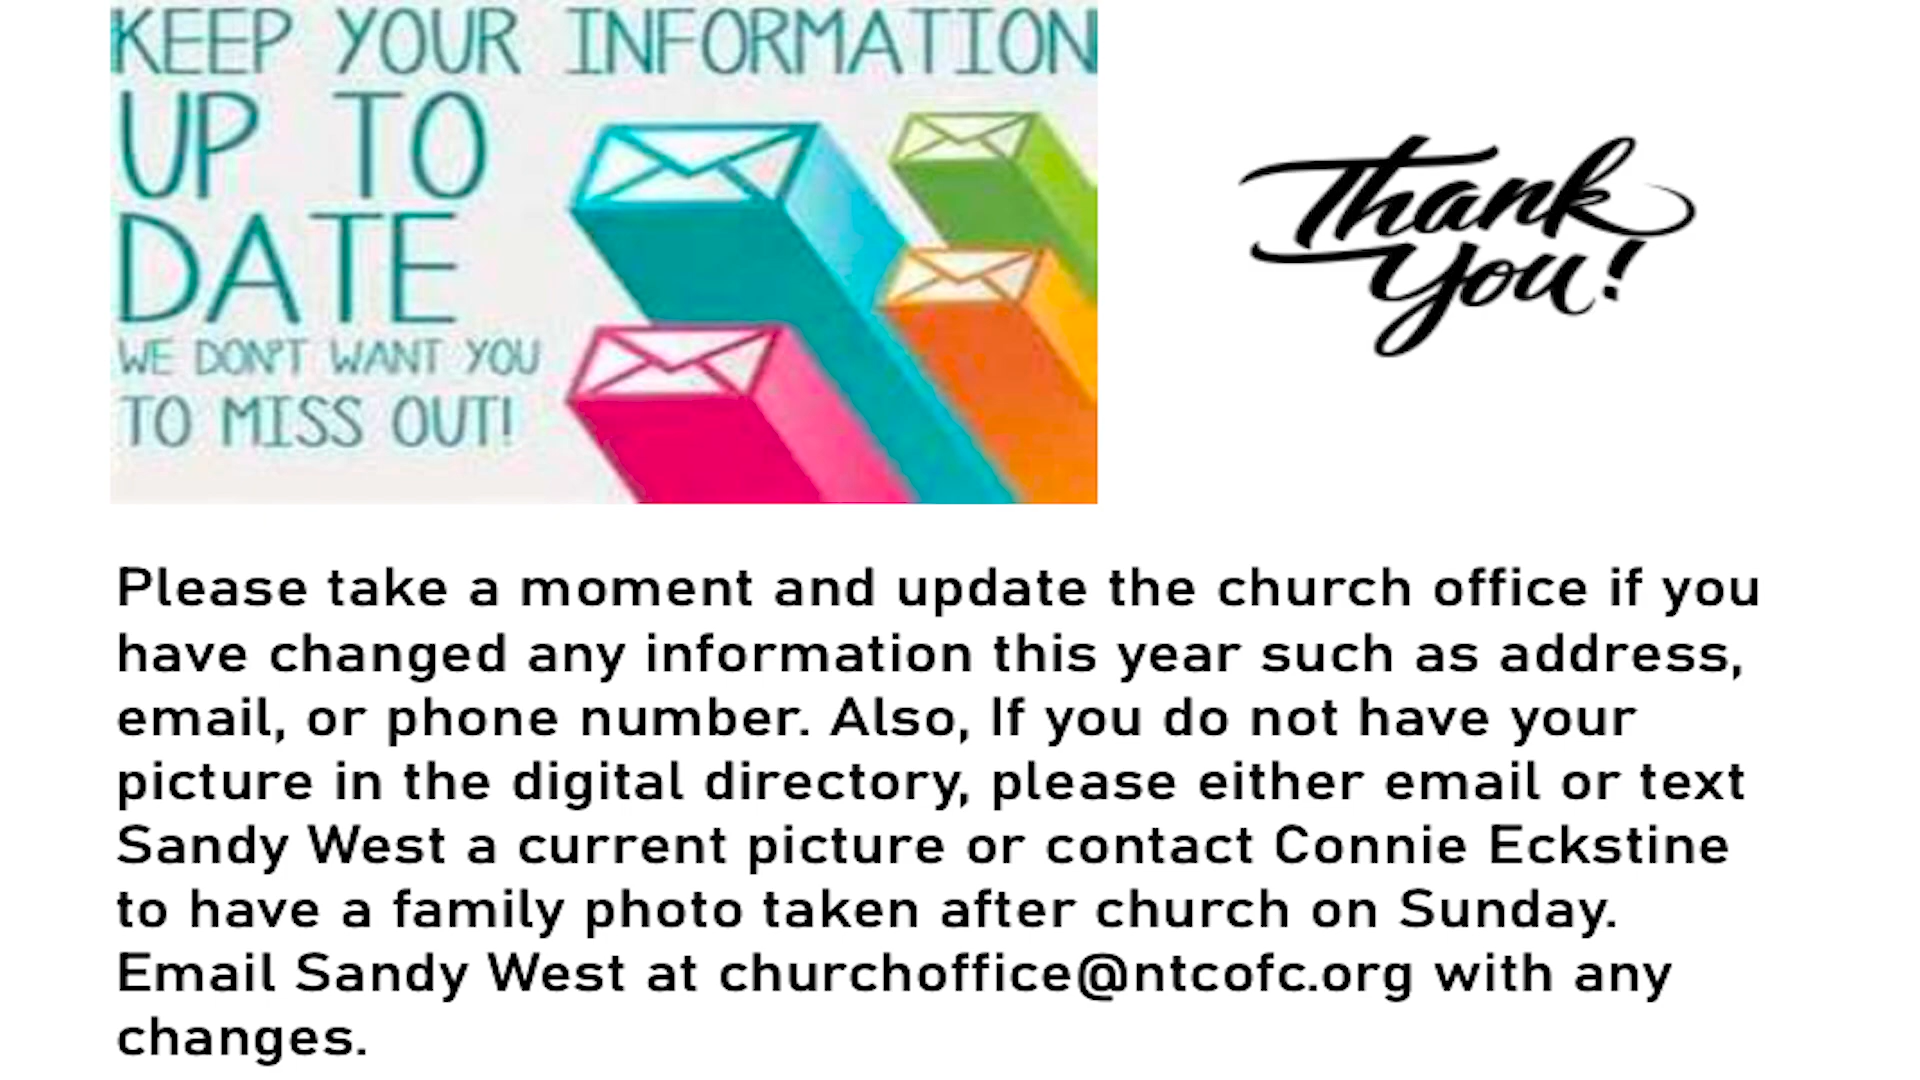 KEEP YOUR INFORMATION
UP TO
DATE
WE DON'T WANT YOU
TO MISS OUT!
Thank
You!
Please take a moment and update the church office if you
have changed any information this year such as address,
email, or phone number. Also, If you do not have your
picture in the digital directory, please either email or text
Sandy West a current picture or contact Connie Eckstine
to have a family photo taken after church on Sunday.
Email Sandy West at churchoffice@ntcofc.org with any
changes.